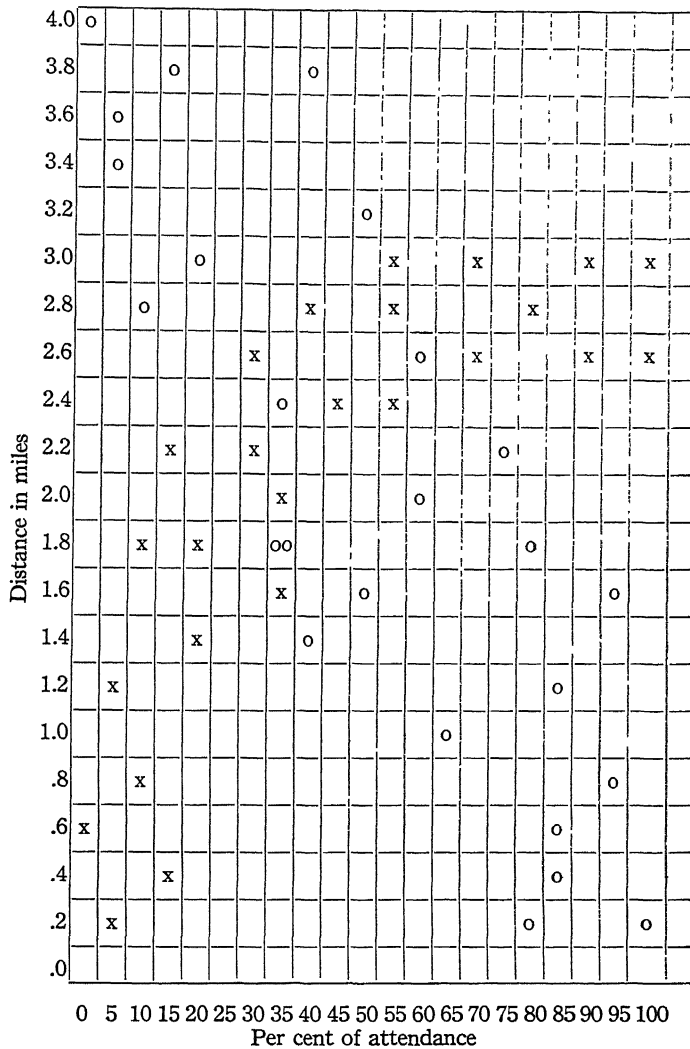 4.0 o
3.8 o o
3.6 o
3.4 o
3.2 o
3.0 o x x x x
2.8 o x x x
2.6 x o x x x
2.4 o x x
2.2 x x o
2.0 x o
1.8 x x oo o
1.6 x o o
1.4 x o
1.2 x o
1.0 o
.8 x o
.6 x o
.4 x o
.2 x o o
.0
Distance in miles
0 5 10 15 20 25 30 35 40 45 50 55 60 65 70 75 80 85 90 95 100
Per cent of attendance